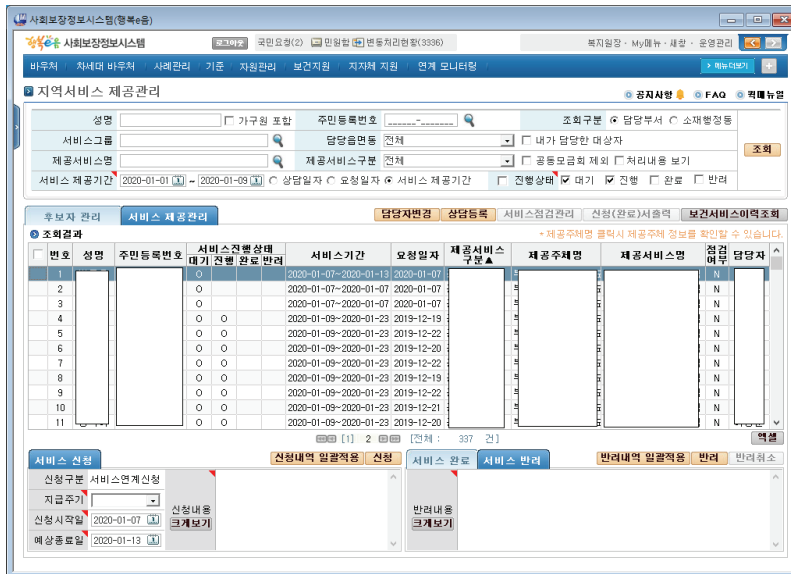 사회보장정보시스템(행복e음)
행복e음 사회보장정보시스템 로그아웃 국민요청(2) 민원함 변동처리현황(3336) 복지원장 · My메뉴 · 새창 · 운영관리
바우처 차세대 바우처 사례관리 기준 자원관리 보건지원 지자체 지원 연계 모니터링 > 메뉴더보기 +
지역서비스 제공관리 공지사항 FAQ 퀵매뉴얼
성명 가구원 포함 주민등록번호 ______-_______ 조회구분 담당부서 소재행정동
서비스그룹 담당읍면동 전체 내가 담당한 대상자 조회
제공서비스명 제공서비스구분 전체 공동모금회 제외 처리내용 보기
서비스 제공기간 2020-01-01 ~ 2020-01-09 상담일자 요청일자 서비스 제공기간 진행상태 대기 진행 완료 반려
후보자 관리 서비스 제공관리 담당자변경 상담등록 서비스점검관리 신청(완료)서출력 보건서비스이력조회
조회결과 * 제공주체명 클릭시 제공주체 정보를 확인할 수 있습니다.
번호 성명 주민등록번호 서비스진행상태 서비스기간 요청일자 제공서비스구분▲ 제공주체명 제공서비스명 점검여부 담당자
대기 진행 완료 반려
1 O 2020-01-07~2020-01-13 2020-01-07 N
2 O 2020-01-07~2020-01-07 2020-01-07 N
3 O 2020-01-07~2020-01-07 2020-01-07 N
4 O O 2020-01-09~2020-01-23 2019-12-19 N
5 O O 2020-01-09~2020-01-23 2019-12-22 N
6 O O 2020-01-09~2020-01-23 2019-12-20 N
7 O O 2020-01-09~2020-01-23 2019-12-22 N
8 O O 2020-01-09~2020-01-23 2019-12-19 N
9 O O 2020-01-09~2020-01-23 2019-12-22 N
10 O O 2020-01-09~2020-01-23 2019-12-21 N
11 O O 2020-01-09~2020-01-23 2019-12-20 N
[1] 2 [전체 : 337 건] 엑셀
서비스 신청 신청내역 일괄적용 신청 서비스 완료 서비스 반려 반려내역 일괄적용 반려 반려취소
신청구분 서비스연계신청
지급주기
신청시작일 2020-01-07 신청내용 크게보기 반려내용 크게보기
예상종료일 2020-01-13